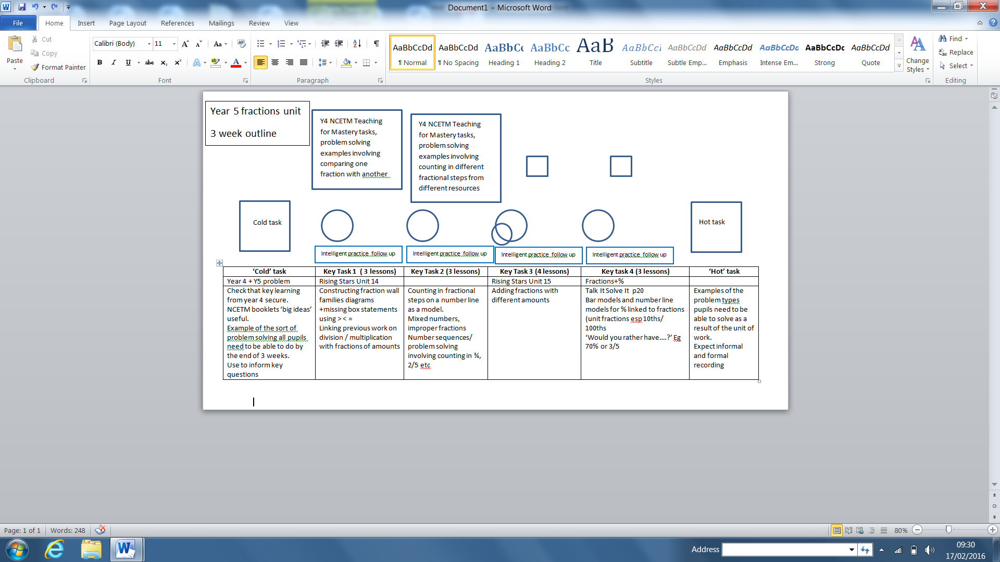 Document1 - Microsoft Word
File Home Insert Page Layout References Mailings Review View
Cut
Copy
Paste
Format Painter
Clipboard
Calibri (Body) 11
Font
Paragraph
AaBbCcDd AaBbCcDd AaBbCc AaBbCc AaB AaBbCcl AaBbCcDd AaBbCcDd AaBbCcDd AaBbCcDc AaBbCcDd
¶ Normal ¶ No Spacing Heading 1 Heading 2 Title Subtitle Subtle Emp... Emphasis Intense Em... Strong Quote
Styles
Change
Styles
Find
Replace
Select
Editing
Year 5 fractions unit
3 week outline
Y4 NCETM Teaching
for Mastery tasks,
problem solving
examples involving
comparing one
fraction with another
Y4 NCETM Teaching
for Mastery tasks,
problem solving
examples involving
counting in different
fractional steps from
different resources
Cold task
Hot task
Intelligent practice follow up
Intelligent practice follow up
Intelligent practice follow up
Intelligent practice follow up
‘Cold’ task
Year 4 + Y5 problem
Check that key learning
from year 4 secure.
NCETM booklets ‘big ideas’
useful.
Example of the sort of
problem solving all pupils
need to be able to do by
the end of 3 weeks.
Use to inform key
questions
Key Task 1 ( 3 lessons)
Rising Stars Unit 14
Constructing fraction wall
families diagrams
+missing box statements
using > < =
Linking previous work on
division / multiplication
with fractions of amounts
Key Task 2 (3 lessons)
Counting in fractional
steps on a number line
as a model.
Mixed numbers,
improper fractions
Number sequences/
problem solving
involving counting in ¾,
2/5 etc
Key Task 3 (4 lessons)
Rising Stars Unit 15
Adding fractions with
different amounts
Key task 4 (3 lessons)
Fractions+%
Talk It Solve It p20
Bar models and number line
models for % linked to fractions
(unit fractions esp 10ths/
100ths
‘Would you rather have....?’ Eg
70% or 3/5
‘Hot’ task
Examples of the
problem types
pupils need to be
able to solve as a
result of the unit of
work.
Expect informal
and formal
recording
Page: 1 of 1 Words: 248
80%
Address
09:30
17/02/2016